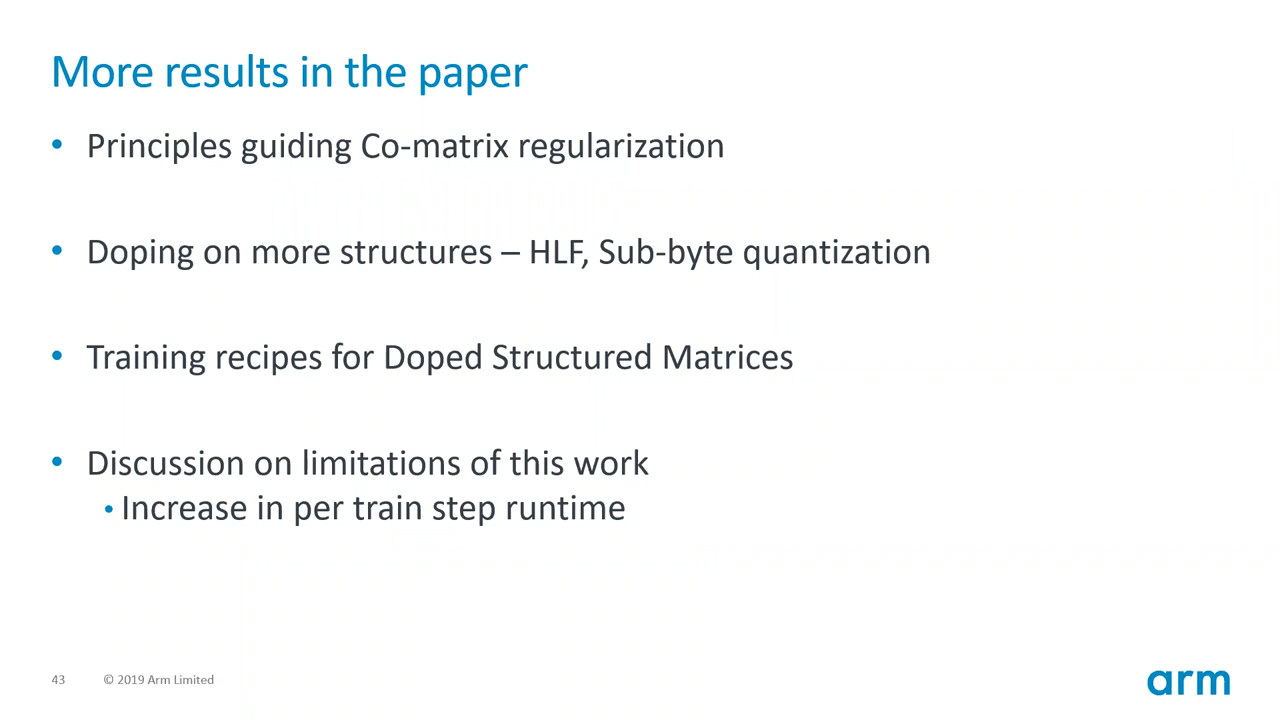 More results in the paper
• Principles guiding Co-matrix regularization
• Doping on more structures – HLF, Sub-byte quantization
• Training recipes for Doped Structured Matrices
• Discussion on limitations of this work
• Increase in per train step runtime
43 © 2019 Arm Limited
arm